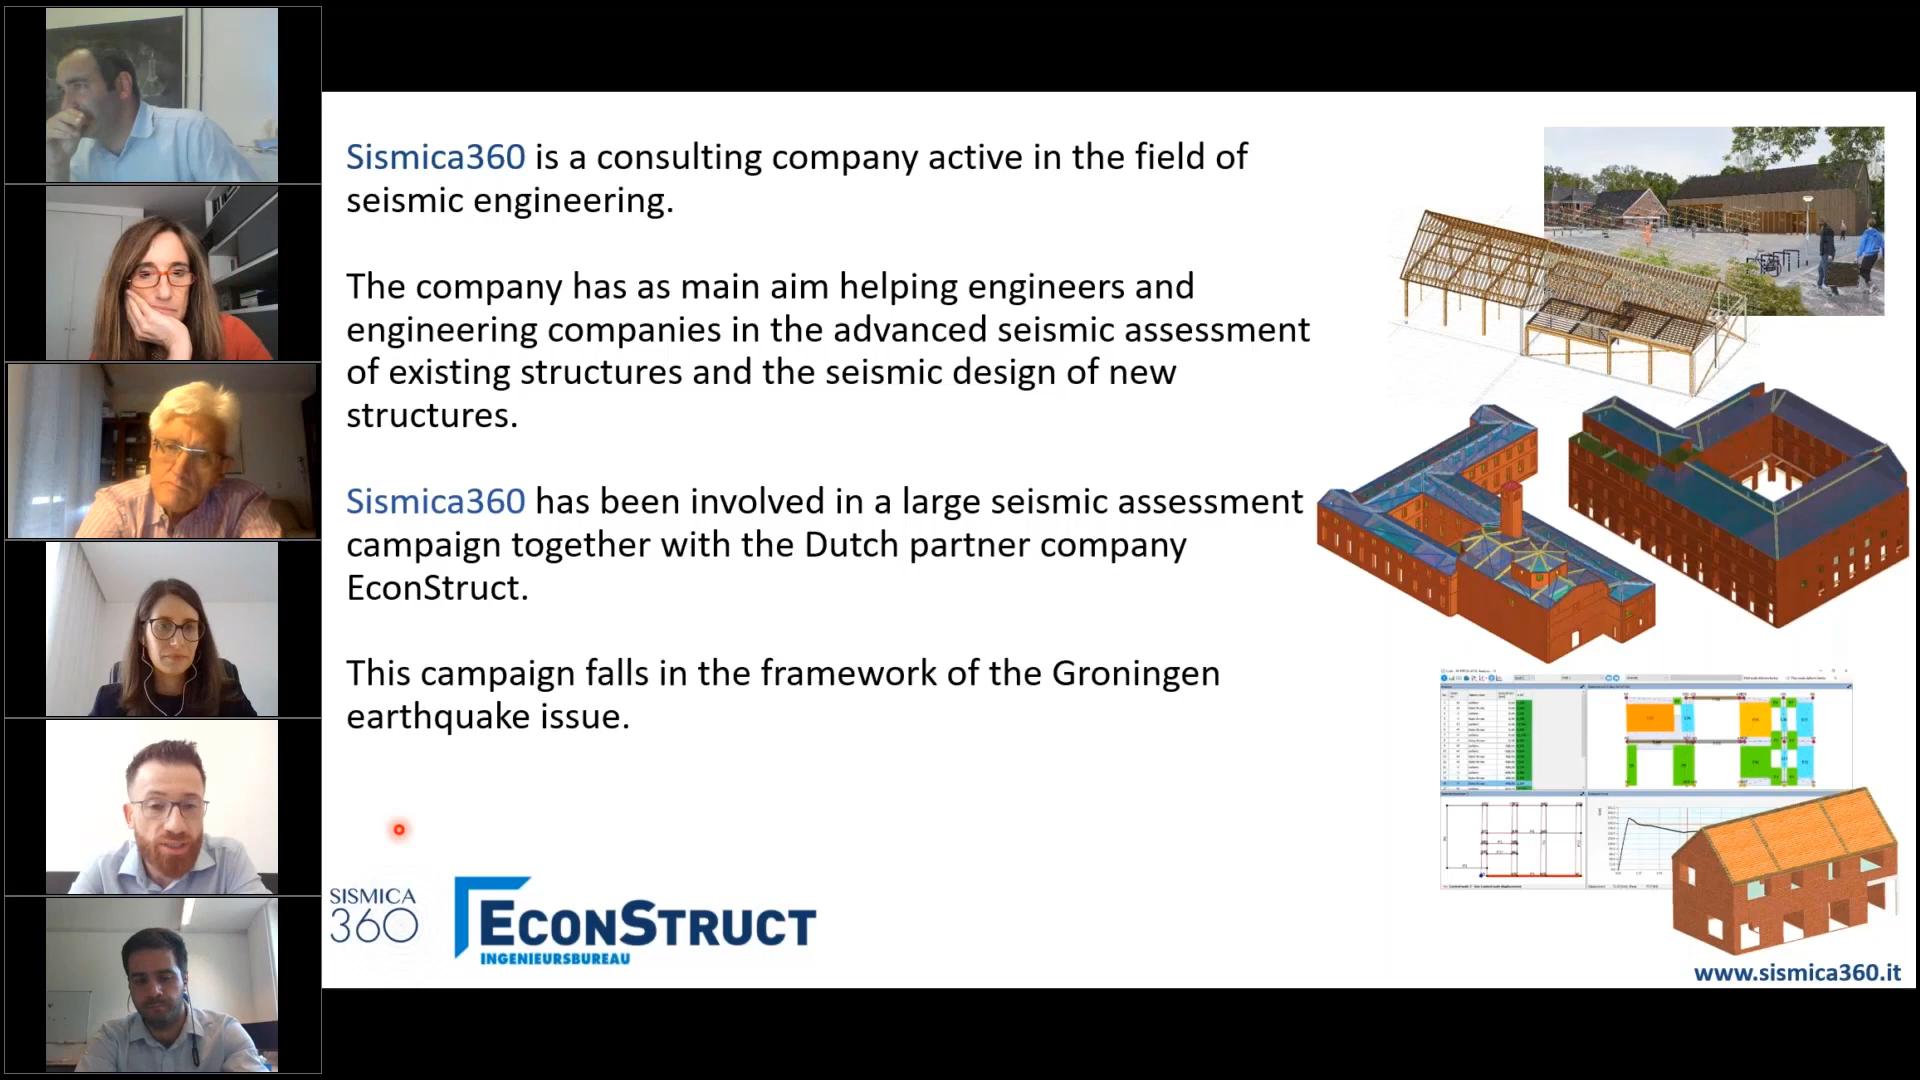 Sismica360 is a consulting company active in the field of
seismic engineering.
The company has as main aim helping engineers and
engineering companies in the advanced seismic assessment
of existing structures and the seismic design of new
structures.
Sismica360 has been involved in a large seismic assessment
campaign together with the Dutch partner company
EconStruct.
This campaign falls in the framework of the Groningen
earthquake issue.
SISMICA
360
ECONSTRUCT
INGENIEURSBUREAU
www.sismica360.it